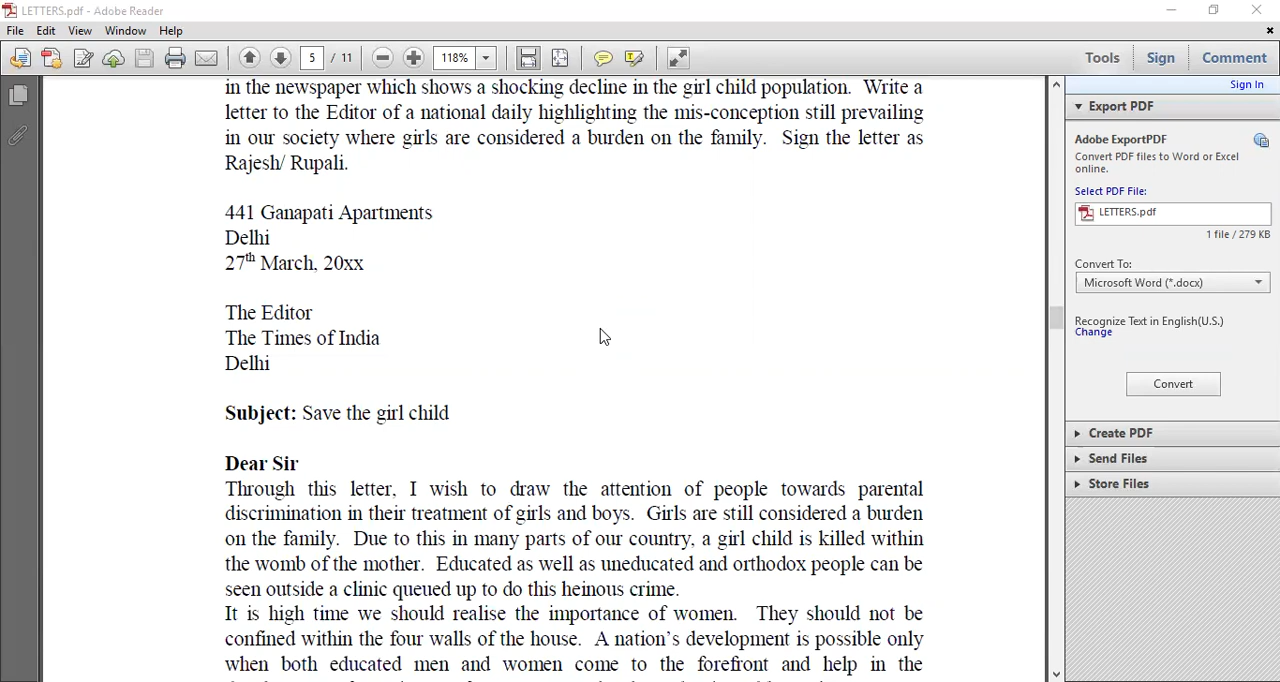 LETTERS.pdf - Adobe Reader
File Edit View Window Help
5 / 11 118% Tools Sign Comment
Sign In
Export PDF
Adobe ExportPDF
Convert PDF files to Word or Excel
online.
Select PDF File:
LETTERS.pdf
1 file / 279 KB
Convert To:
Microsoft Word (*.docx)
Recognize Text in English(U.S.)
Change
Convert
Create PDF
Send Files
Store Files
in the newspaper which shows a shocking decline in the girl child population. Write a
letter to the Editor of a national daily highlighting the mis-conception still prevailing
in our society where girls are considered a burden on the family. Sign the letter as
Rajesh/ Rupali.
441 Ganapati Apartments
Delhi
27th March, 20xx
The Editor
The Times of India
Delhi
Subject: Save the girl child
Dear Sir
Through this letter, I wish to draw the attention of people towards parental
discrimination in their treatment of girls and boys. Girls are still considered a burden
on the family. Due to this in many parts of our country, a girl child is killed within
the womb of the mother. Educated as well as uneducated and orthodox people can be
seen outside a clinic queued up to do this heinous crime.
It is high time we should realise the importance of women. They should not be
confined within the four walls of the house. A nation's development is possible only
when both educated men and women come to the forefront and help in the